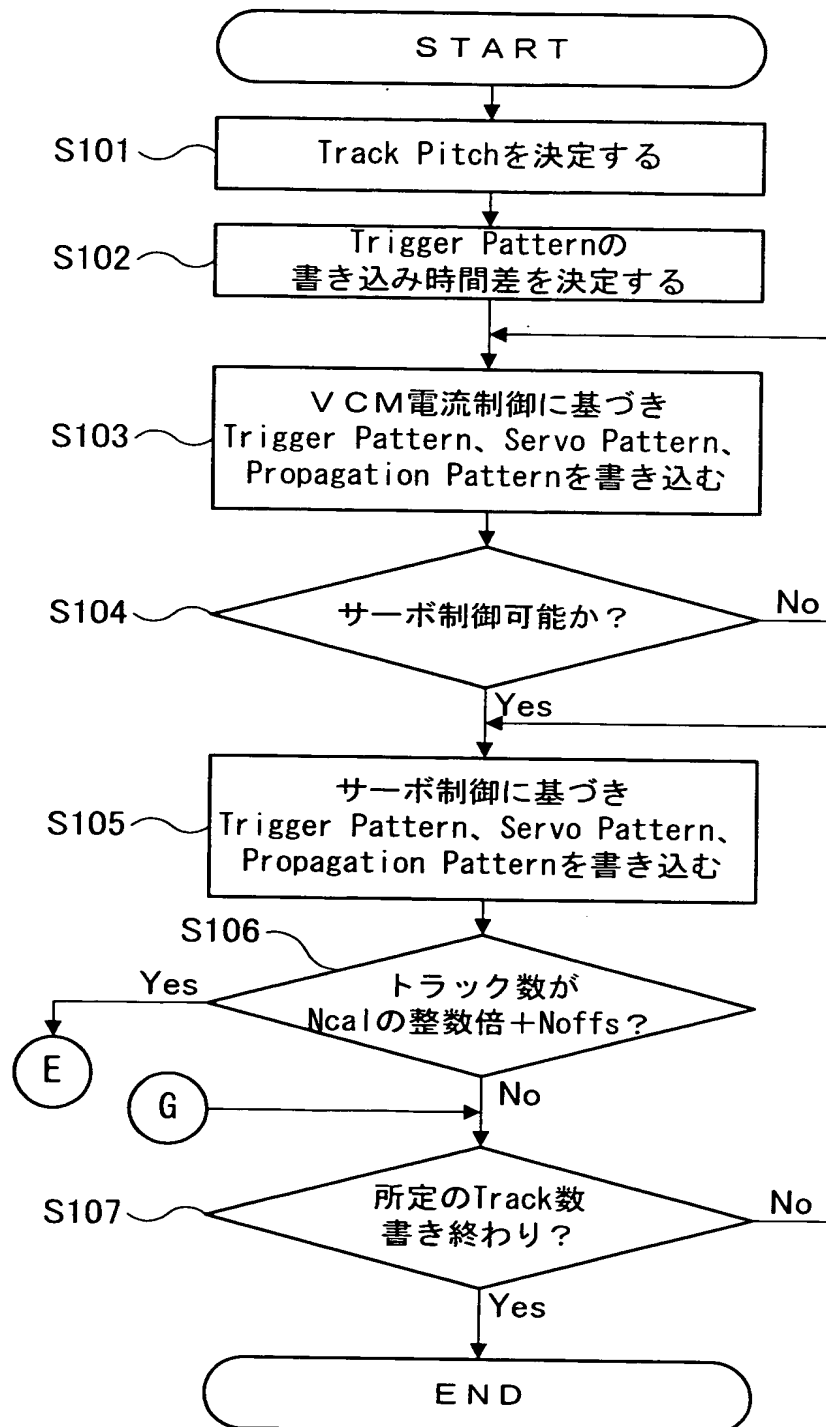 ＳＴＡＲＴ
S101
Track Pitchを決定する
S102
Trigger Patternの
書き込み時間差を決定する
S103
ＶＣＭ電流制御に基づき
Trigger Pattern、Servo Pattern、
Propagation Patternを書き込む
S104
サーボ制御可能か？
No
Yes
S105
サーボ制御に基づき
Trigger Pattern、Servo Pattern、
Propagation Patternを書き込む
S106
トラック数が
Ncalの整数倍＋Noffs？
Yes
E
No
G
S107
所定のTrack数
書き終わり？
No
Yes
ＥＮＤ